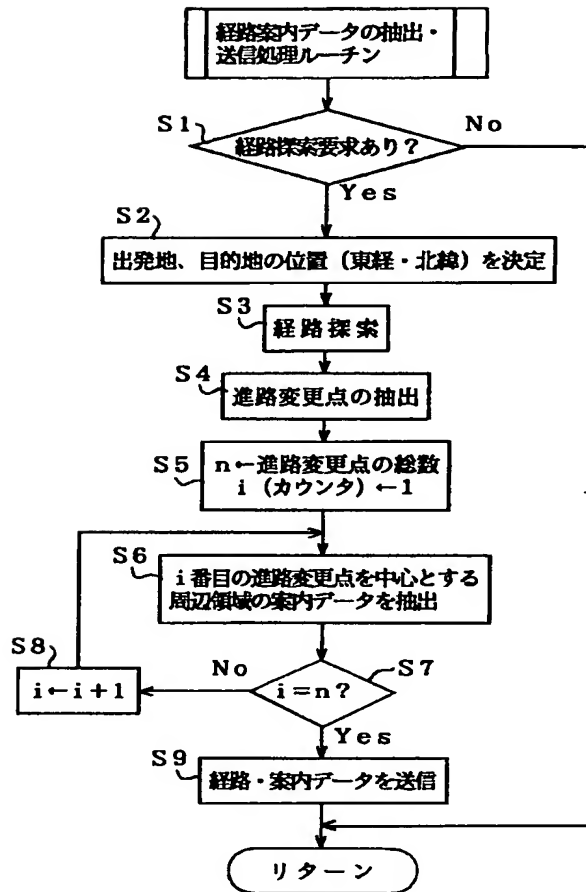 経路案内データの抽出・
送信処理ルーチン
S1
No
経路探索要求あり？
Yes
S2
出発地、目的地の位置（東経・北緯）を決定
S3
経路探索
S4
進路変更点の抽出
S5
n←進路変更点の総数
i（カウンタ）←1
S6
i番目の進路変更点を中心とする
周辺領域の案内データを抽出
S8
No
S7
i←i+1
i＝n？
Yes
S9
経路・案内データを送信
リターン